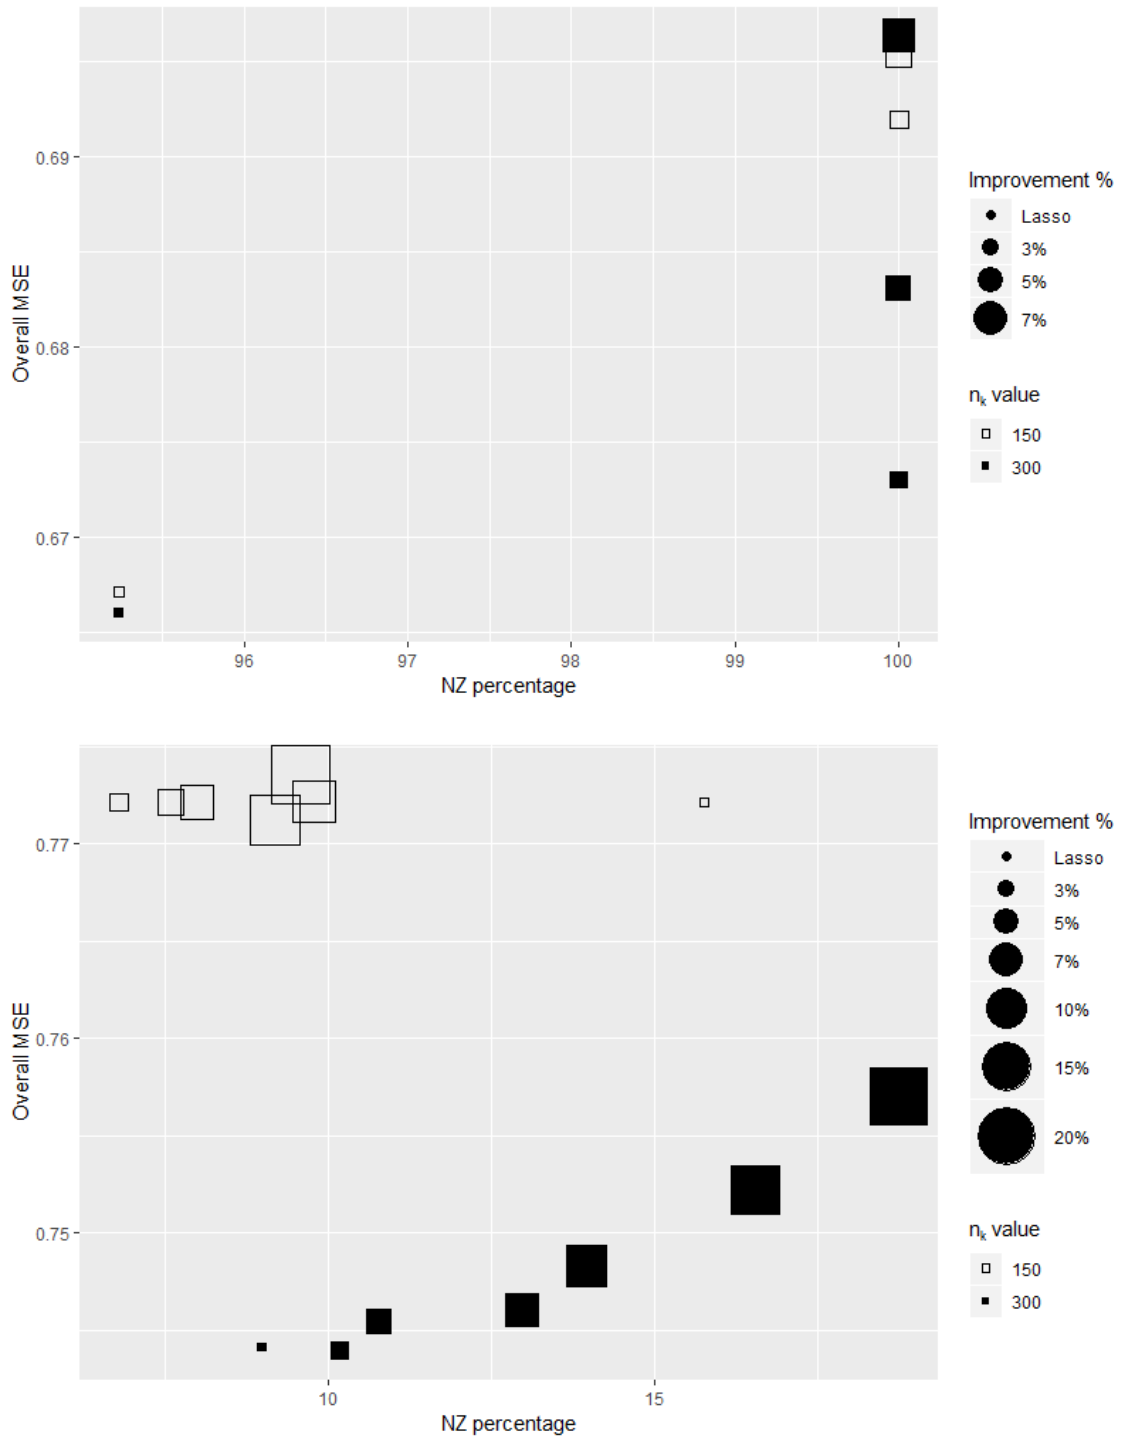 0.69
0.68
0.67
Overall MSE
96 97 98 99 100
NZ percentage
Improvement %
Lasso
3%
5%
7%
nk value
150
300
0.77
0.76
0.75
Overall MSE
10 15
NZ percentage
Improvement %
Lasso
3%
5%
7%
10%
15%
20%
nk value
150
300